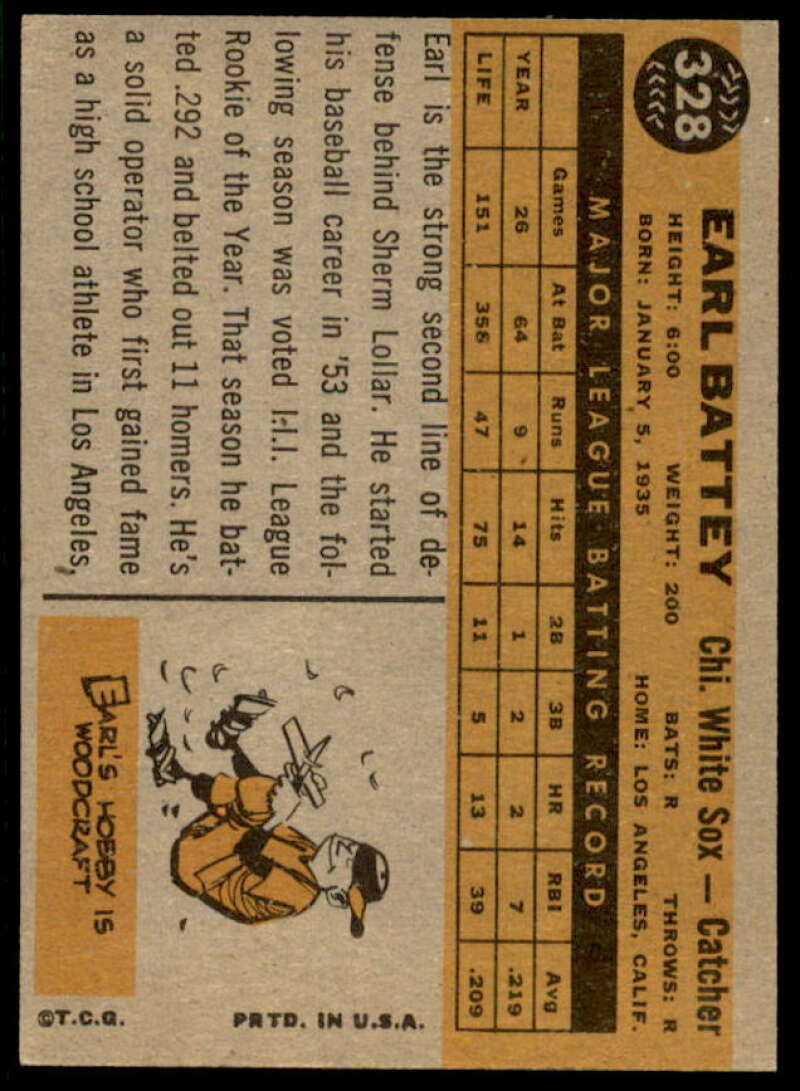 328
EARL BATTEY Chi. White Sox — Catcher
HEIGHT: 6:00 WEIGHT: 200 BATS: R THROWS: R
BORN: JANUARY 5, 1935 HOME: LOS ANGELES, CALIF.
MAJOR LEAGUE BATTING RECORD
Games At Bat Runs Hits 2B 3B HR RBI Avg
YEAR 26 64 9 14 1 2 2 7 .219
LIFE 151 358 47 75 11 5 13 39 .209
Earl is the strong second line of de-
fense behind Sherm Lollar. He started
his baseball career in '53 and the fol-
lowing season was voted I-I-I. League
Rookie of the Year. That season he bat-
ted .292 and belted out 11 homers. He's
a solid operator who first gained fame
as a high school athlete in Los Angeles,
EARL'S HOBBY IS
WOODCRAFT
PRTD. IN U.S.A.
©T.C.G.